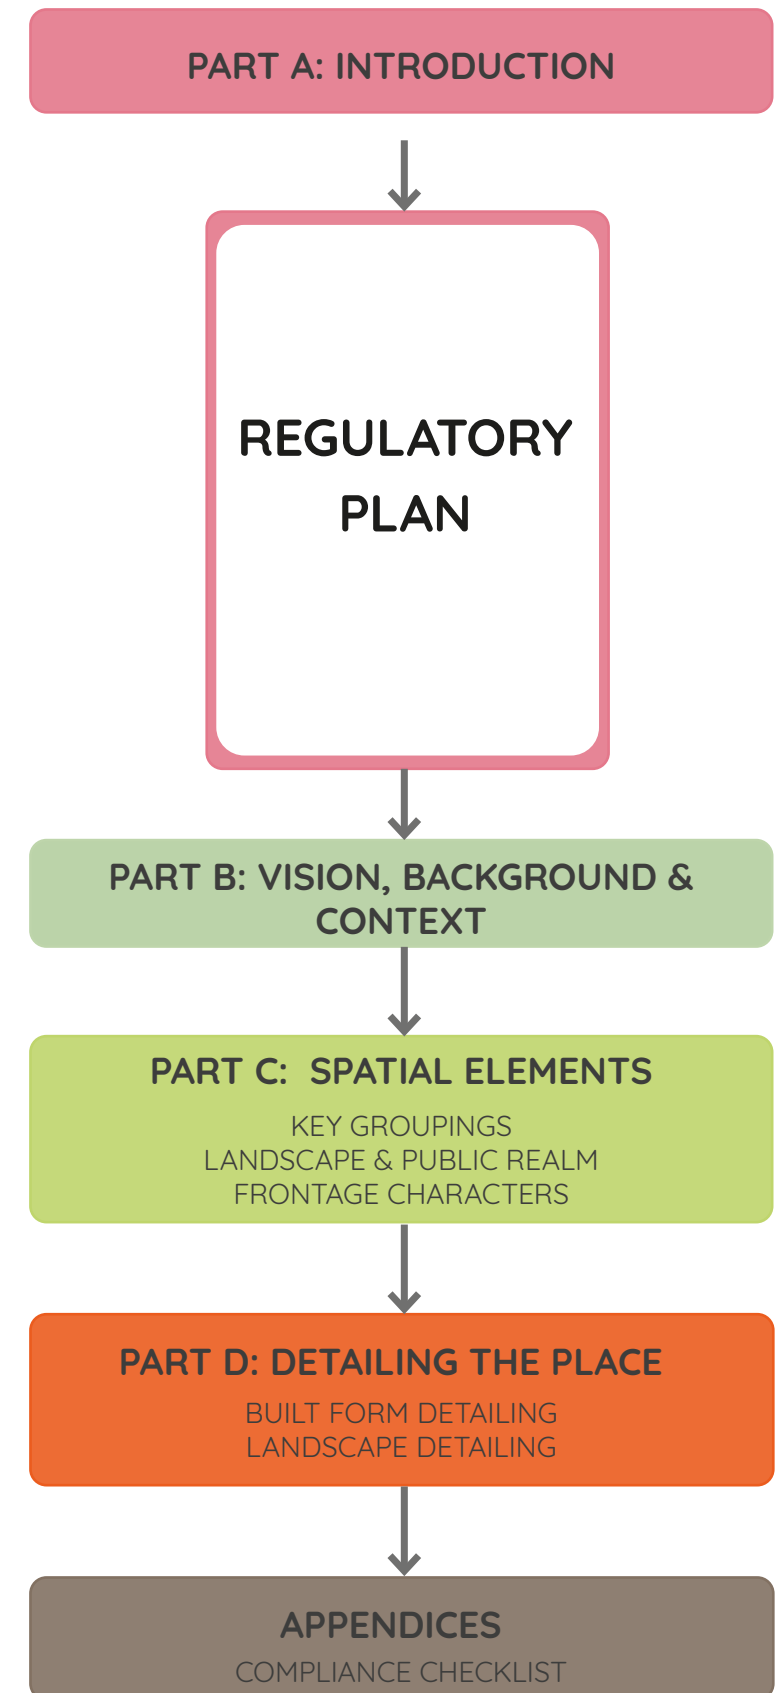 PART A: INTRODUCTION
REGULATORY
PLAN
PART B: VISION, BACKGROUND &
CONTEXT
PART C:  SPATIAL ELEMENTS
KEY GROUPINGS
LANDSCAPE & PUBLIC REALM
FRONTAGE CHARACTERS
PART D: DETAILING THE PLACE
BUILT FORM DETAILING
LANDSCAPE DETAILING
APPENDICES
COMPLIANCE CHECKLIST